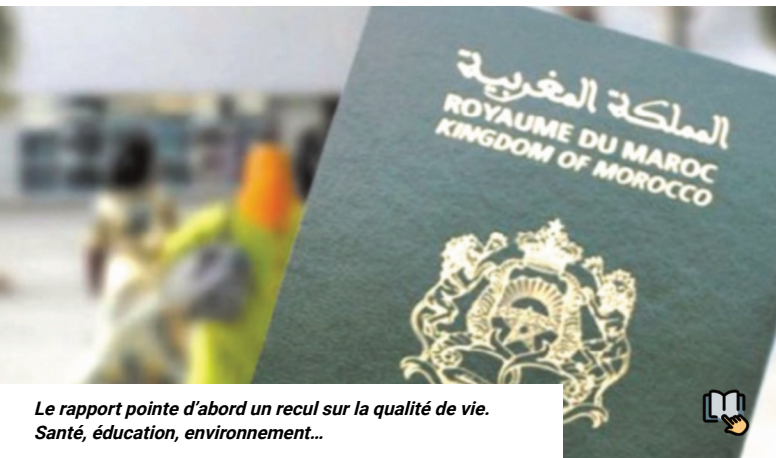 المملكة المغربية
ROYAUME DU MAROC
KINGDOM OF MOROCCO
Le rapport pointe d’abord un recul sur la qualité de vie.
Santé, éducation, environnement…